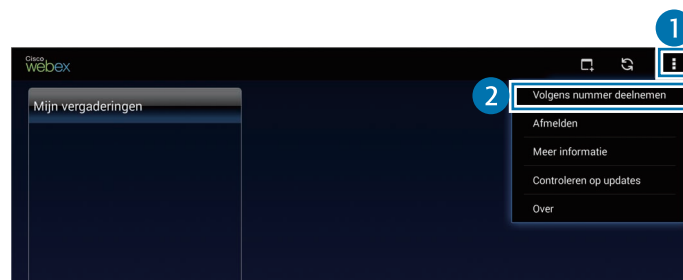 1
Cisco
webex
2
Volgens nummer deelnemen
Mijn vergaderingen
Afmelden
Meer informatie
Controleren op updates
Over